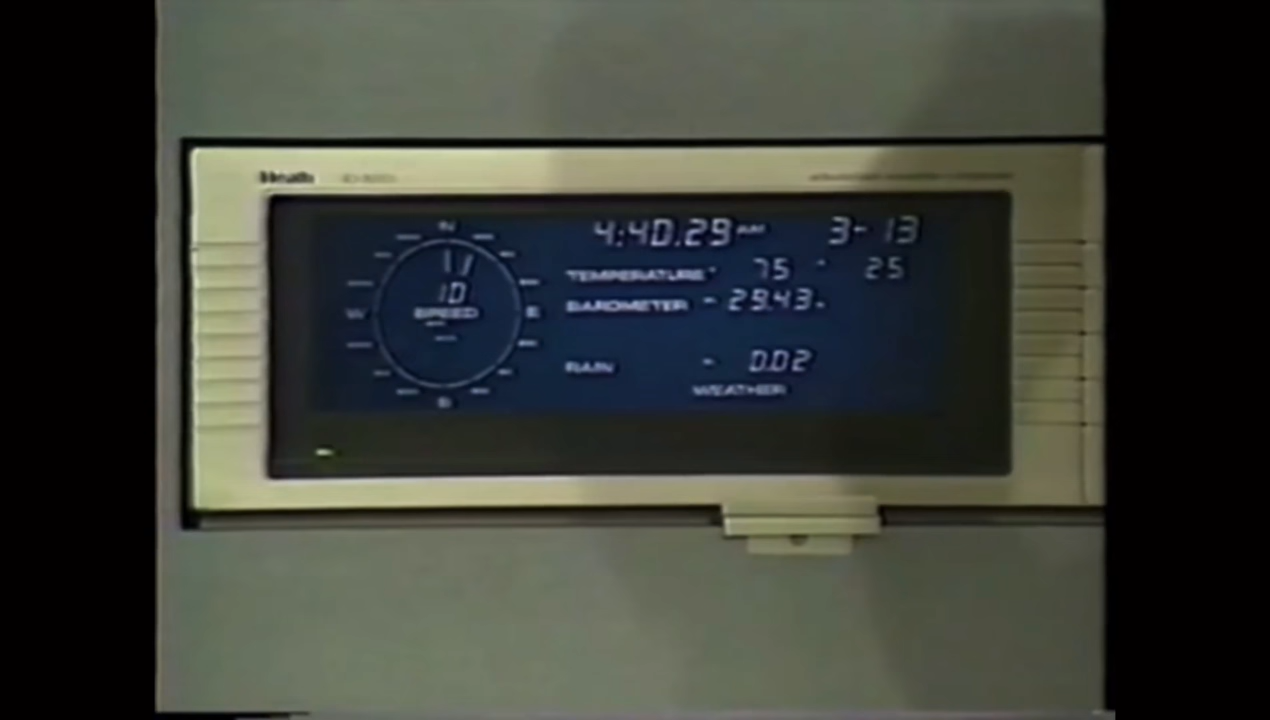 Heath
4:40.29 3-13
N
TEMPERATURE 75 25
10
W SPEED E
BAROMETER 29.43
S
RAIN 0.02
WEATHER